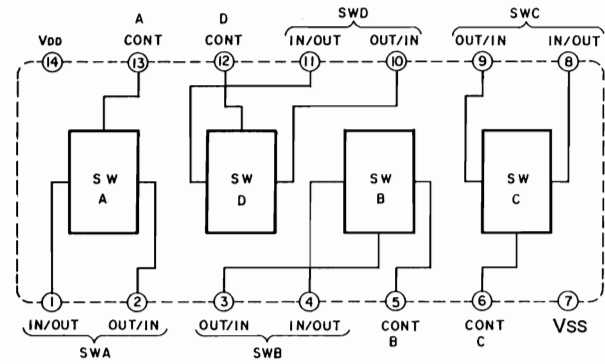 A D SWD SWC
VDD CONT CONT IN/OUT OUT/IN OUT/IN IN/OUT
14 13 12 11 10 9 8
SW SW SW SW
A D B C
1 2 3 4 5 6 7
IN/OUT OUT/IN OUT/IN IN/OUT CONT CONT VSS
SWA SWB B C